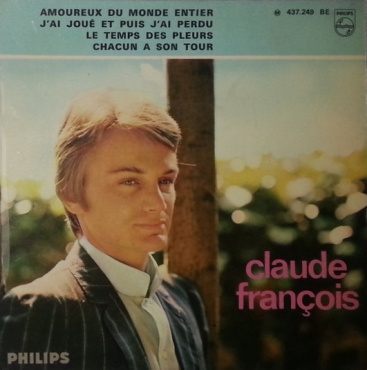 AMOUREUX DU MONDE ENTIER
J'AI JOUÉ ET PUIS J'AI PERDU
LE TEMPS DES PLEURS
CHACUN A SON TOUR
437.249 BE
PHILIPS
claude
françois
PHILIPS